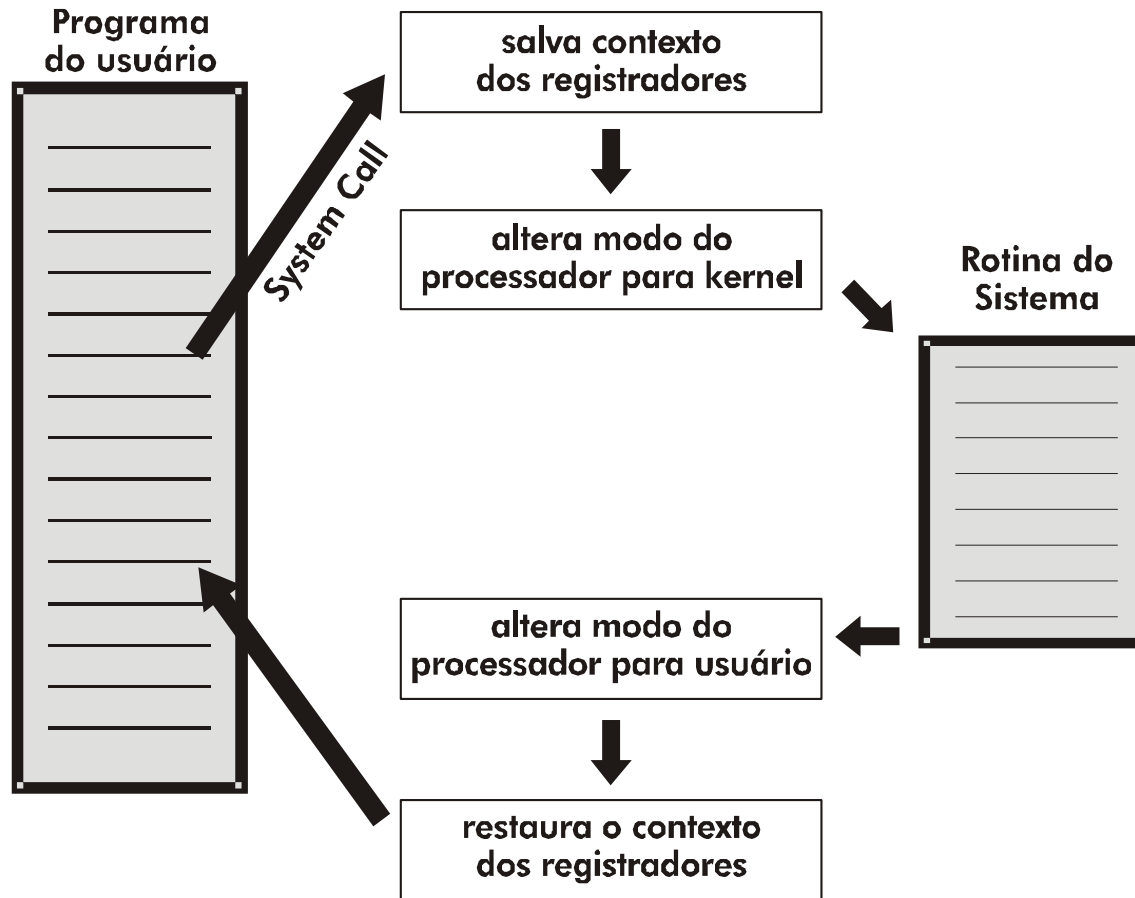 Programa
do usuário
System Call
salva contexto
dos registradores
altera modo do
processador para kernel
Rotina do
Sistema
altera modo do
processador para usuário
restaura o contexto
dos registradores